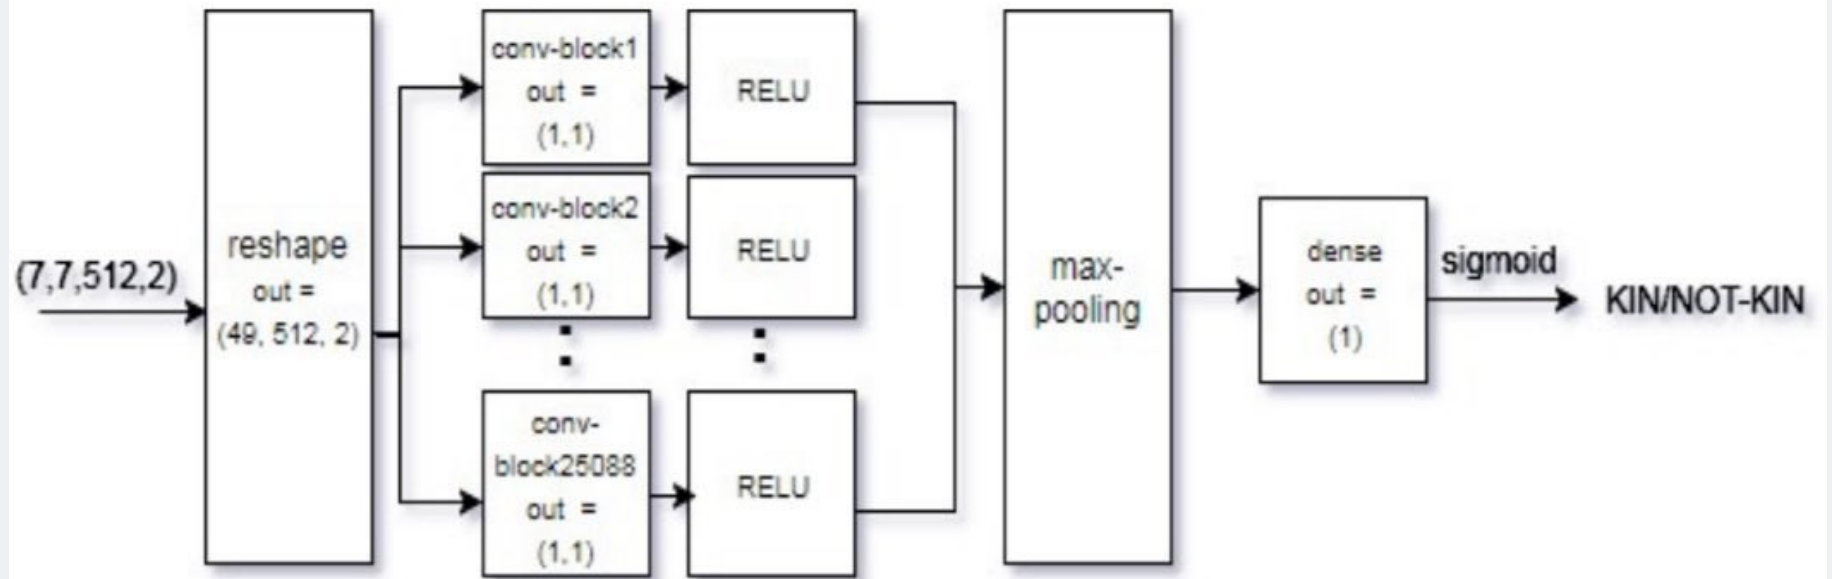 (7,7,512,2)
reshape
out =
(49, 512, 2)
conv-block1
out =
(1,1)
RELU
conv-block2
out =
(1,1)
RELU
conv-
block25088
out =
(1,1)
RELU
max-
pooling
dense
out =
(1)
sigmoid
KIN/NOT-KIN